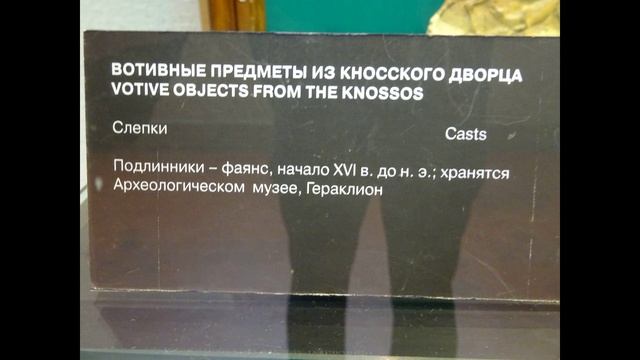 ВОТИВНЫЕ ПРЕДМЕТЫ ИЗ КНОССКОГО ДВОРЦА
VOTIVE OBJECTS FROM THE KNOSSOS
Слепки Casts
Подлинники – фаянс, начало XVI в. до н. э.; хранятся
Археологическом музее, Гераклион